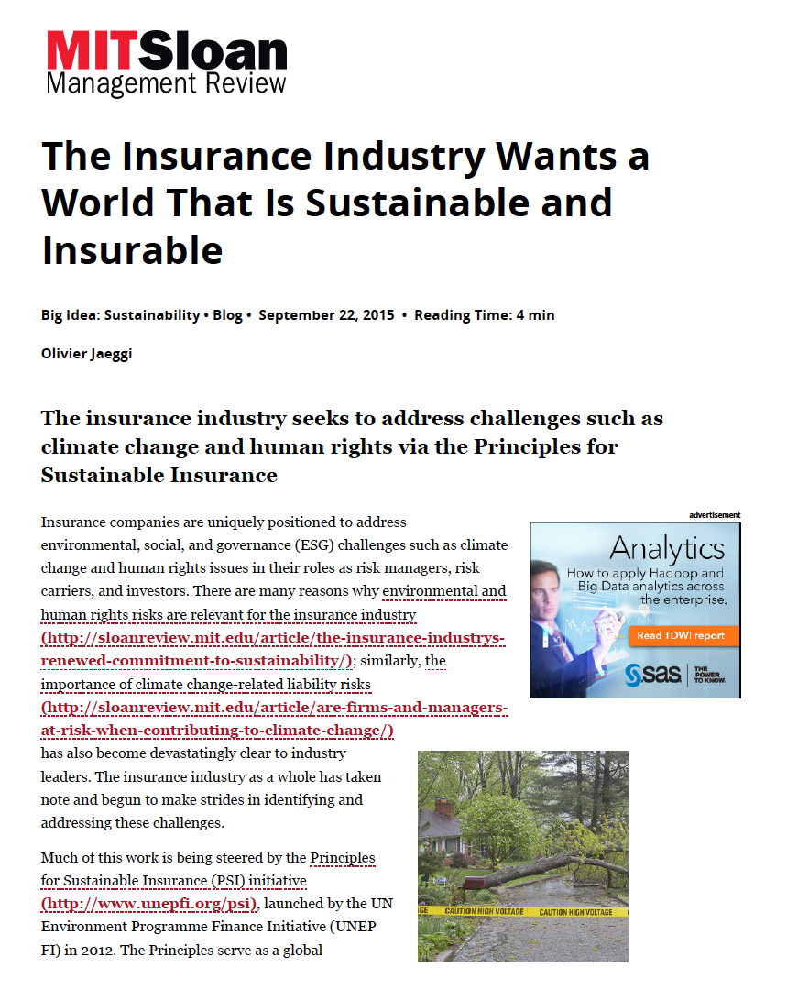 MITSloan
Management Review
The Insurance Industry Wants a
World That Is Sustainable and
Insurable
Big Idea: Sustainability • Blog • September 22, 2015 • Reading Time: 4 min
Olivier Jaeggi
The insurance industry seeks to address challenges such as
climate change and human rights via the Principles for
Sustainable Insurance
Insurance companies are uniquely positioned to address
environmental, social, and governance (ESG) challenges such as climate
change and human rights issues in their roles as risk managers, risk
carriers, and investors. There are many reasons why environmental and
human rights risks are relevant for the insurance industry
(http://sloanreview.mit.edu/article/the-insurance-industrys-
renewed-commitment-to-sustainability/); similarly, the
importance of climate change-related liability risks
(http://sloanreview.mit.edu/article/are-firms-and-managers-
at-risk-when-contributing-to-climate-change/)
has also become devastatingly clear to industry
leaders. The insurance industry as a whole has taken
note and begun to make strides in identifying and
addressing these challenges.
Much of this work is being steered by the Principles
for Sustainable Insurance (PSI) initiative
(http://www.unepfi.org/psi), launched by the UN
Environment Programme Finance Initiative (UNEP
FI) in 2012. The Principles serve as a global
advertisement
Analytics
How to apply Hadoop and
Big Data analytics across
the enterprise.
Read TDWI report
sas
THE
POWER
TO KNOW.
GE CAUTION HIGH VOLTAGE CAUTION HIGH VOLTAGE C